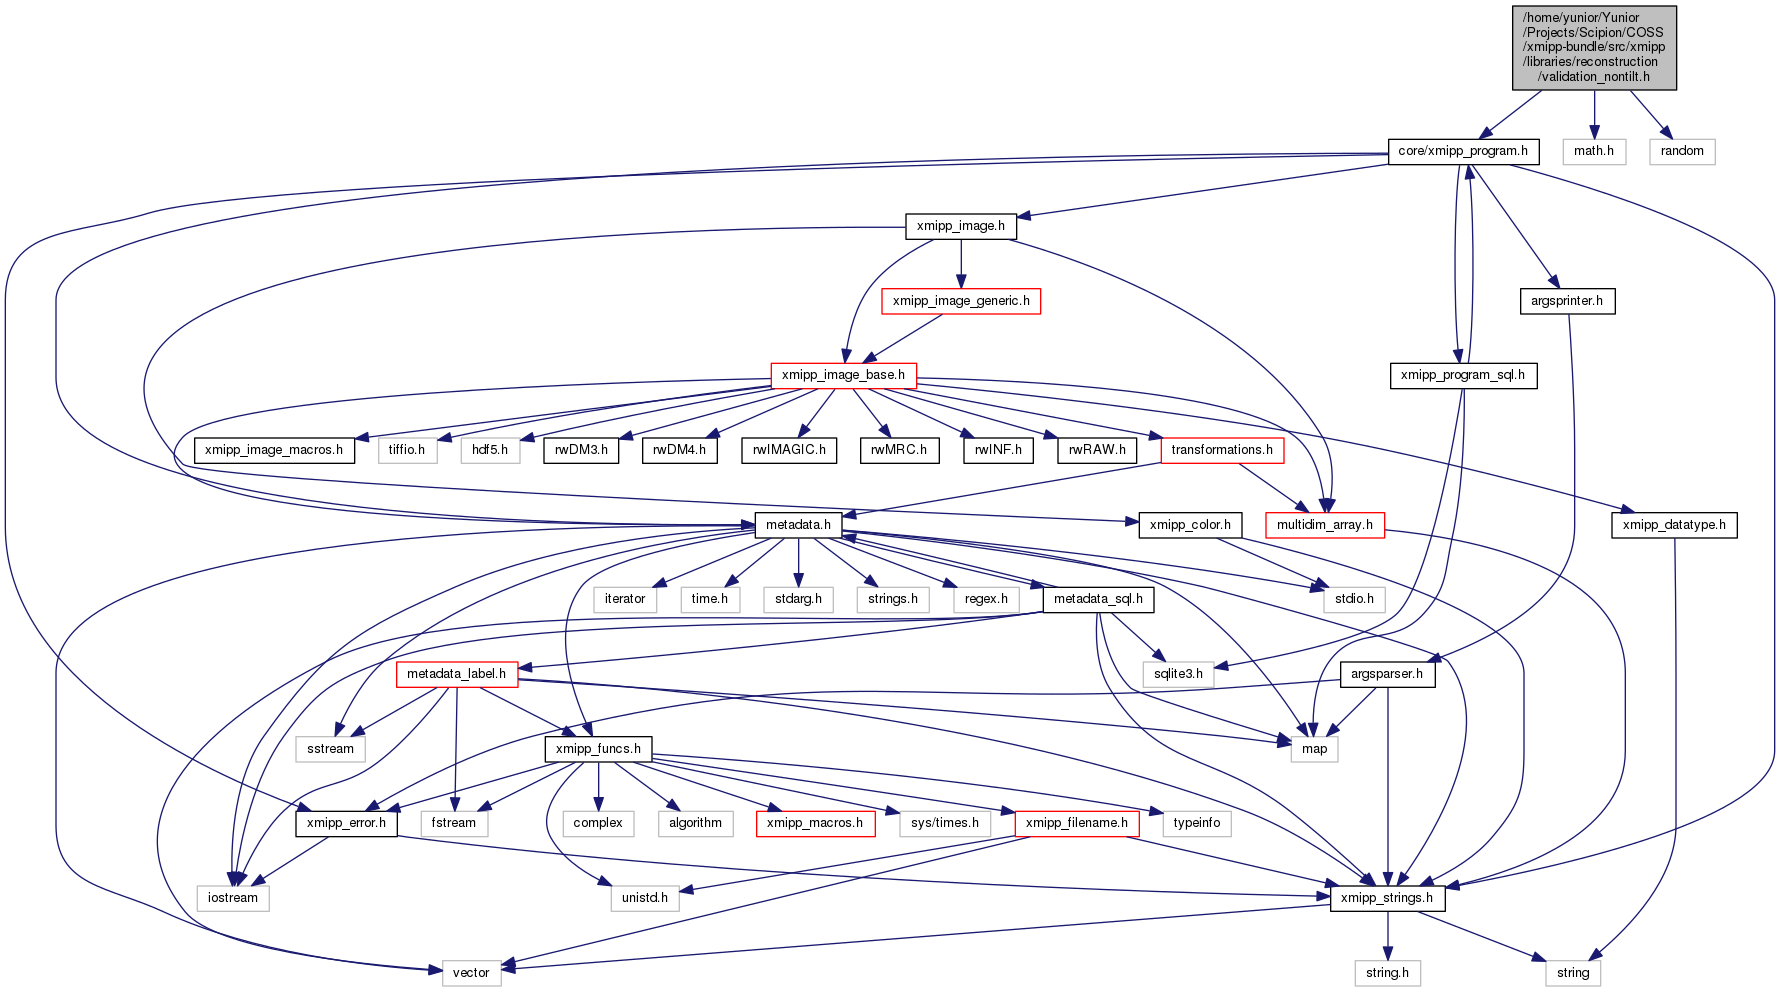 /home/yunior/Yunior
/Projects/Scipion/COSS
/xmipp-bundle/src/xmipp
/libraries/reconstruction
/validation_nontilt.h
core/xmipp_program.h
math.h
random
xmipp_image.h
xmipp_image_generic.h
argsprinter.h
xmipp_image_base.h
xmipp_program_sql.h
xmipp_image_macros.h
tiffio.h
hdf5.h
rwDM3.h
rwDM4.h
rwIMAGIC.h
rwMRC.h
rwINF.h
rwRAW.h
transformations.h
metadata.h
xmipp_color.h
multidim_array.h
xmipp_datatype.h
iterator
time.h
stdarg.h
strings.h
regex.h
metadata_sql.h
stdio.h
metadata_label.h
sqlite3.h
argsparser.h
sstream
xmipp_funcs.h
map
xmipp_error.h
fstream
complex
algorithm
xmipp_macros.h
sys/times.h
xmipp_filename.h
typeinfo
iostream
unistd.h
xmipp_strings.h
vector
string.h
string